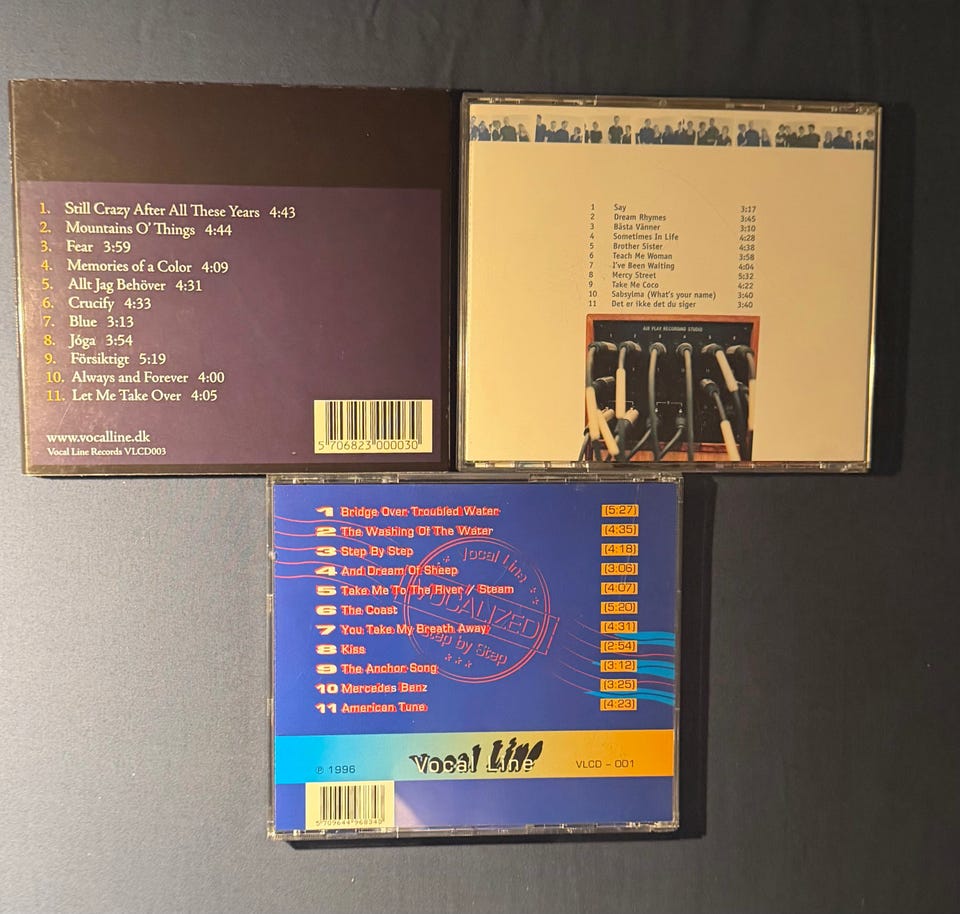 1. Still Crazy After All These Years 4:43
2. Mountains O' Things 4:44
3. Fear 3:59
4. Memories of a Color 4:09
5. Allt Jag Behöver 4:31
6. Crucify 4:33
7. Blue 3:13
8. Jóga 3:54
9. Försiktigt 5:19
10. Always and Forever 4:00
11. Let Me Take Over 4:05
www.vocalline.dk
Vocal Line Records VLCD003
5 706823 000030
1 Say 3:17
2 Dream Rhymes 3:45
3 Bästa Vänner 3:10
4 Sometimes In Life 4:28
5 Brother Sister 4:38
6 Teach Me Woman 3:58
7 I've Been Waiting 4:04
8 Mercy Street 5:32
9 Take Me Coco 4:22
10 Sabsylma (What's your name) 3:40
11 Det er ikke det du siger 3:40
AIR PLAY RECORDING STUDIO
1 Bridge Over Troubled Water (5:27)
2 The Washing Of The Water (4:35)
3 Step By Step (4:18)
4 And Dream Of Sheep (3:06)
5 Take Me To The River // Steam (4:07)
6 The Coast (5:20)
7 You Take My Breath Away (4:31)
8 Kiss (2:54)
9 The Anchor Song (3:12)
10 Mercedes Benz (3:25)
11 American Tune (4:23)
Vocal Line
VOCALIZED
Step by Step
℗ 1996 Vocal Line VLCD - 001